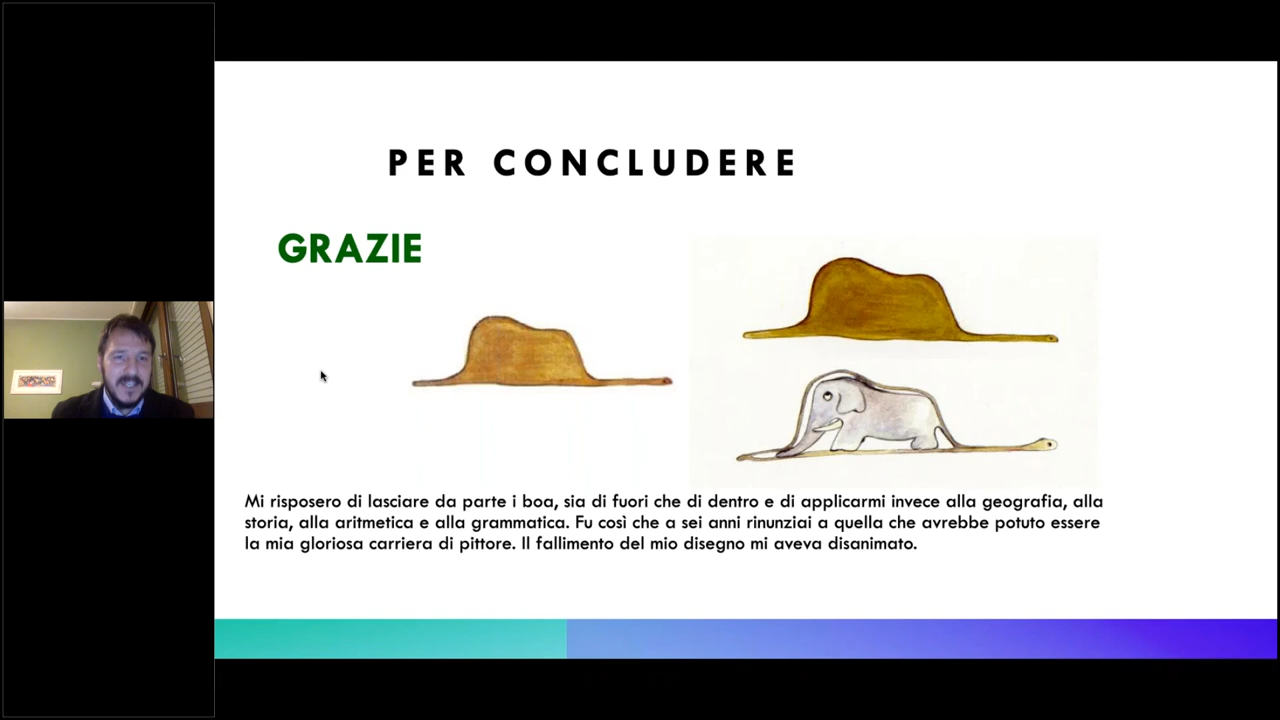 PER CONCLUDERE
GRAZIE
Mi risposero di lasciare da parte i boa, sia di fuori che di dentro e di applicarmi invece alla geografia, alla
storia, alla aritmetica e alla grammatica. Fu così che a sei anni rinunziai a quella che avrebbe potuto essere
la mia gloriosa carriera di pittore. Il fallimento del mio disegno mi aveva disanimato.